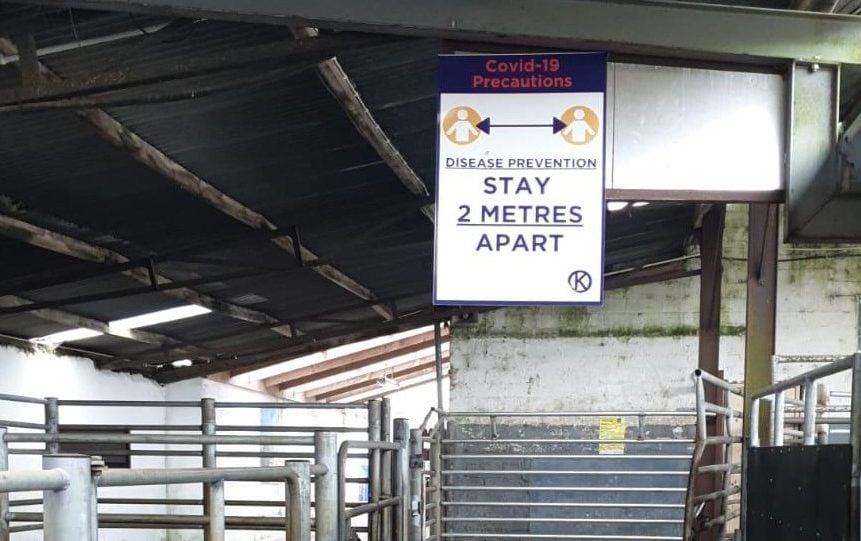 Covid-19
Precautions
DISEASE PREVENTION
STAY
2 METRES
APART
K